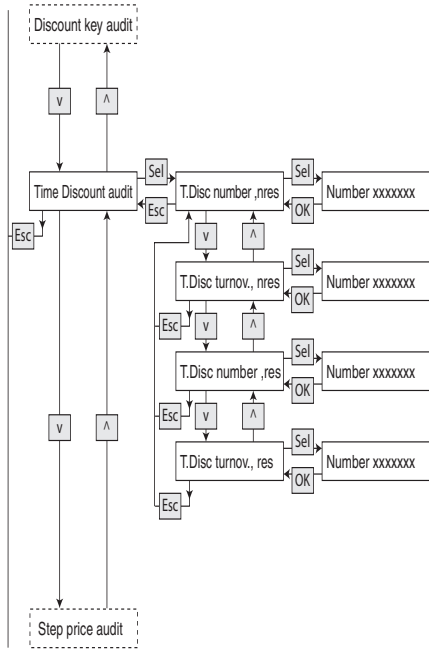 Discount key audit
v
^
Sel
Sel
Time Discount audit
T.Disc number ,nres
Number xxxxxxx
Esc
OK
Esc
v
^
Sel
T.Disc turnov., nres
Number xxxxxxx
OK
Esc
v
^
Sel
T.Disc number ,res
Number xxxxxxx
OK
Esc
v
^
v
^
Sel
T.Disc turnov., res
Number xxxxxxx
OK
Esc
Step price audit